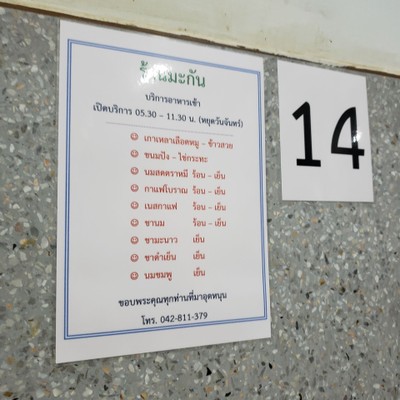 ร้านมะกัน
บริการอาหารเช้า
เปิดบริการ 05.30 – 11.30 น. (หยุดวันจันทร์)
☺ เกาเหลาเลือดหมู – ข้าวสวย
☺ ขนมปัง – ไข่กระทะ
☺ นมสดตราหมี ร้อน – เย็น
☺ กาแฟโบราณ ร้อน – เย็น
☺ เนสกาแฟ ร้อน – เย็น
☺ ชานม ร้อน – เย็น
☺ ชามะนาว เย็น
☺ ชาดำเย็น เย็น
☺ นมชมพู เย็น
ขอบพระคุณทุกท่านที่มาอุดหนุน
โทร. 042-811-379
14